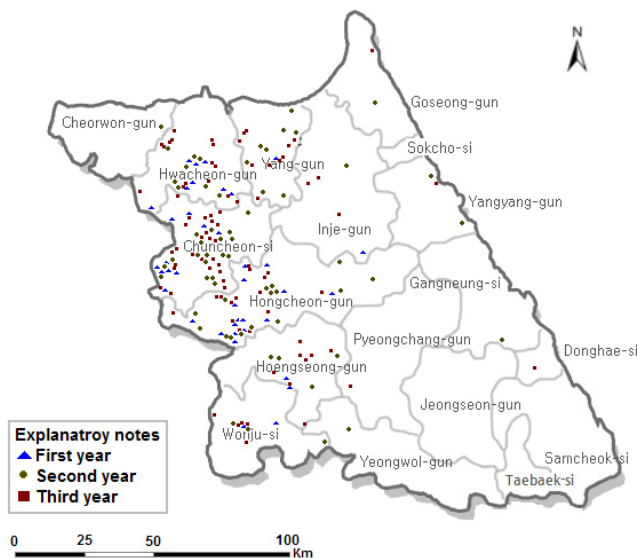 N
Goseong-gun
Cheorwon-gun
Sokcho-si
Yang-gun
Hwacheon-gun
Yangyang-gun
Inje-gun
Chuncheon-si
Gangneung-si
Hongcheon-gun
Pyeongchang-gun
Donghae-si
Hoengseong-gun
Jeongseon-gun
Wonju-si
Samcheok-si
Yeongwol-gun
Taebaek-si
Explanatroy notes
First year
Second year
Third year
0 25 50 100
Km